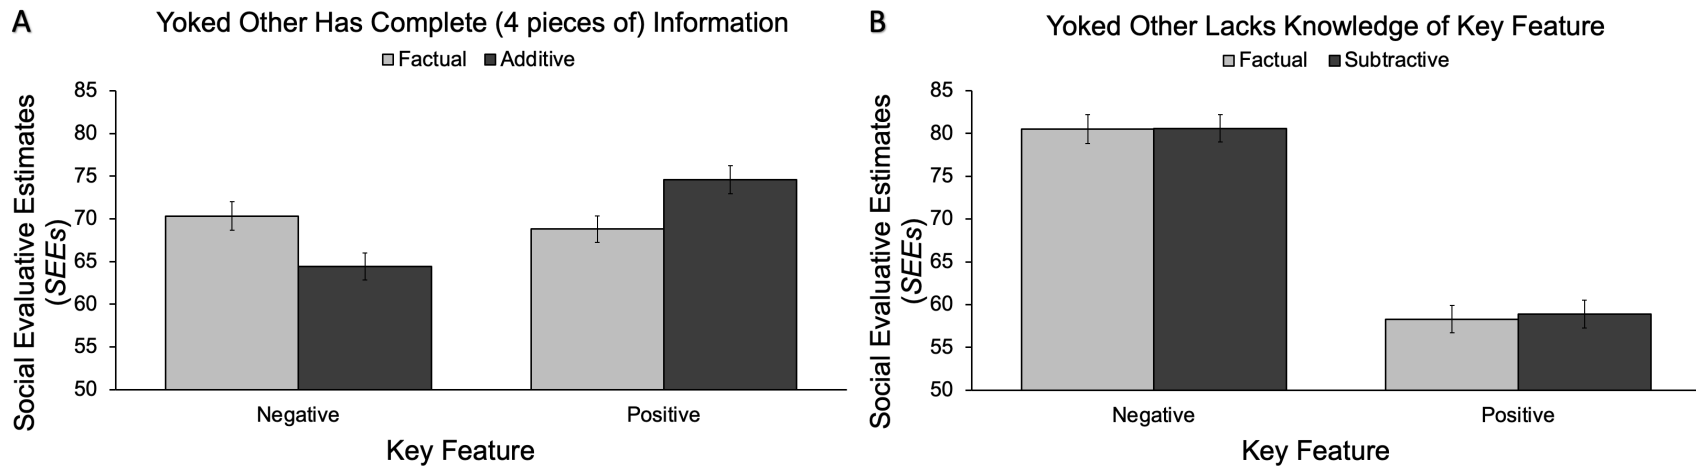 A
Yoked Other Has Complete (4 pieces of) Information
Factual Additive
Social Evaluative Estimates
(SEEs)
85
80
75
70
65
60
55
50
Negative Positive
Key Feature
B
Yoked Other Lacks Knowledge of Key Feature
Factual Subtractive
Social Evaluative Estimates
(SEEs)
85
80
75
70
65
60
55
50
Negative Positive
Key Feature